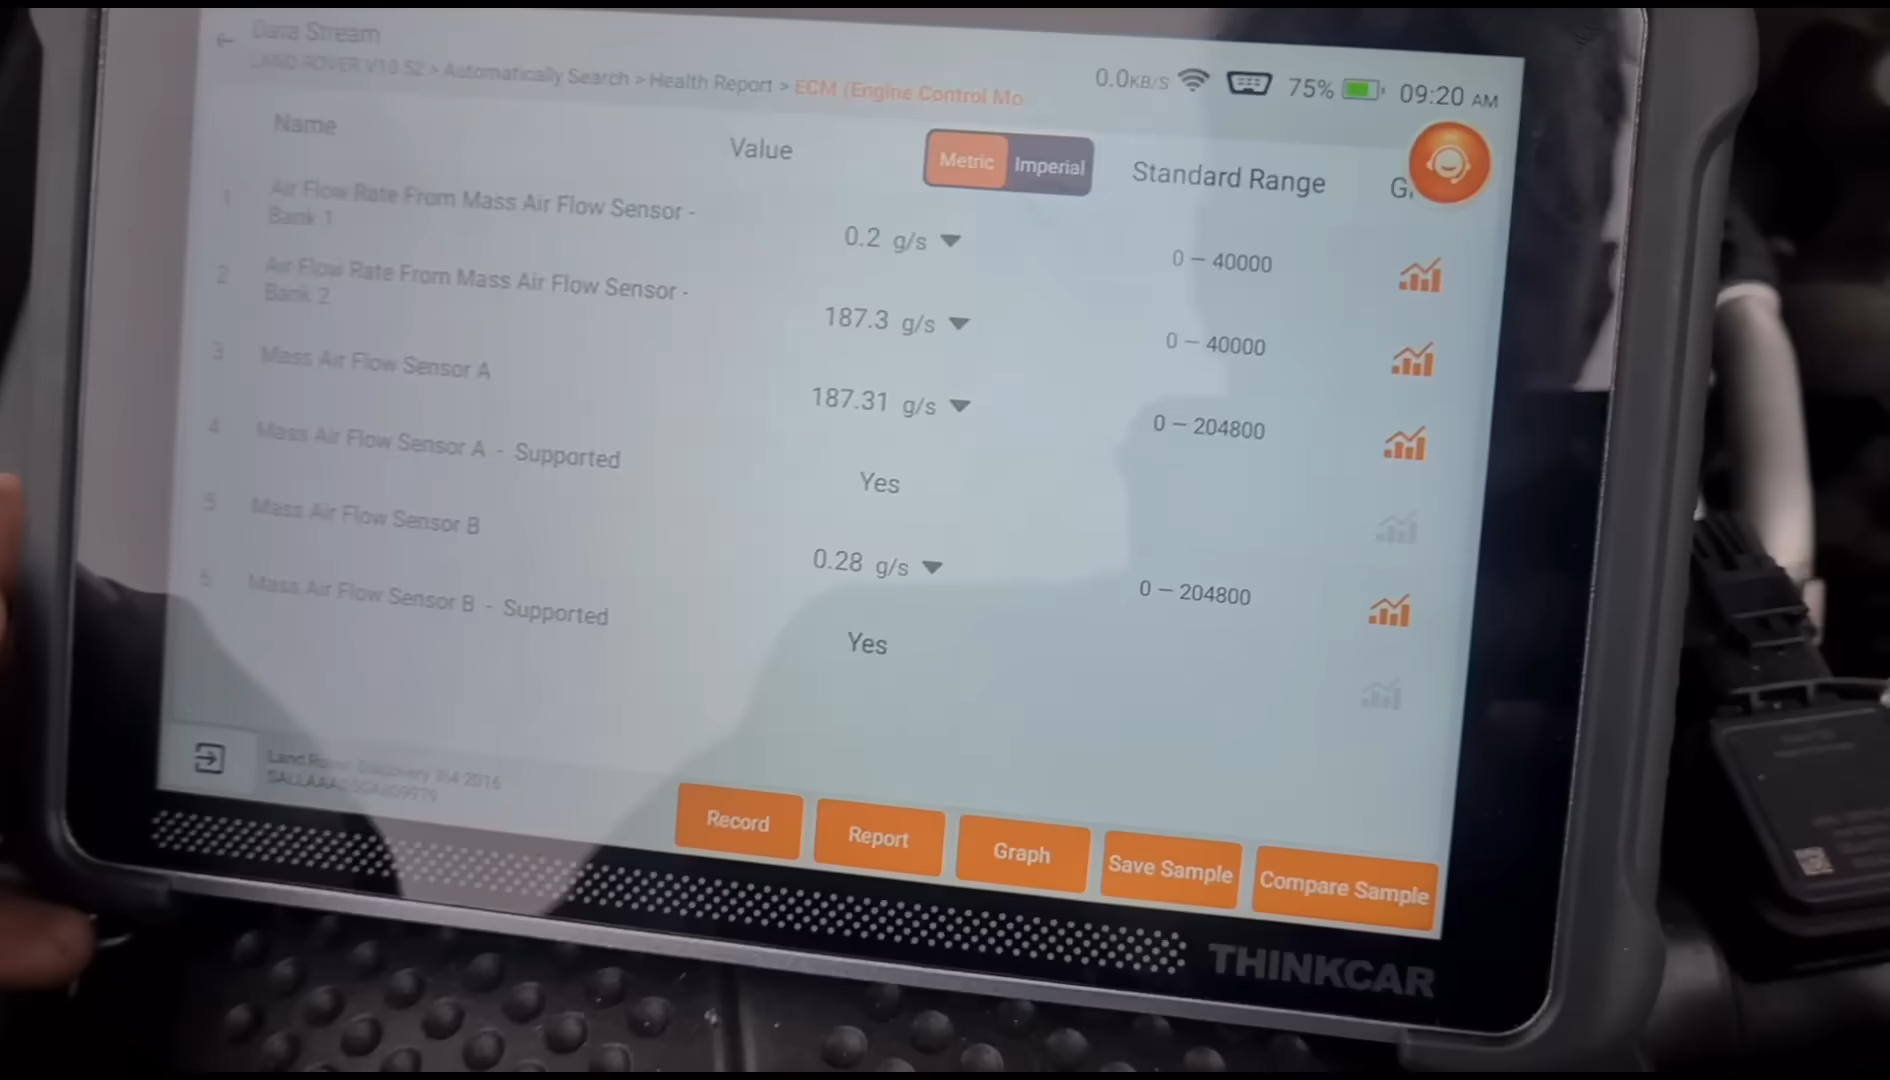 Data Stream
LAND ROVER V10.52 > Automatically Search > Health Report > ECM (Engine Control Mo
0.0KB/S 75% 09:20 AM
Name Value Metric Imperial Standard Range G
1 Air Flow Rate From Mass Air Flow Sensor -
Bank 1
0.2 g/s 0 – 40000
2 Air Flow Rate From Mass Air Flow Sensor -
Bank 2
187.3 g/s 0 – 40000
3 Mass Air Flow Sensor A 187.31 g/s 0 – 204800
4 Mass Air Flow Sensor A - Supported Yes
5 Mass Air Flow Sensor B 0.28 g/s 0 – 204800
6 Mass Air Flow Sensor B - Supported Yes
Land Rover Discovery 2016
Record Report Graph Save Sample Compare Sample
THINKCAR